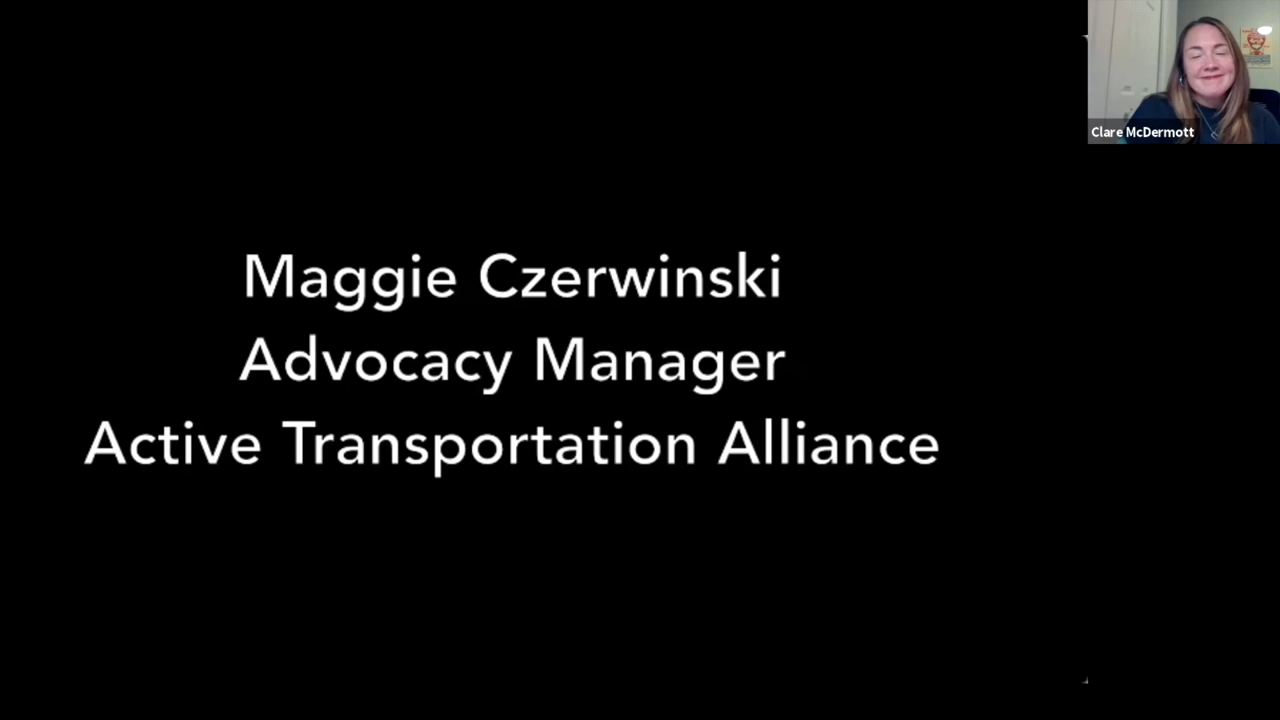 Clare McDermott
Maggie Czerwinski
Advocacy Manager
Active Transportation Alliance